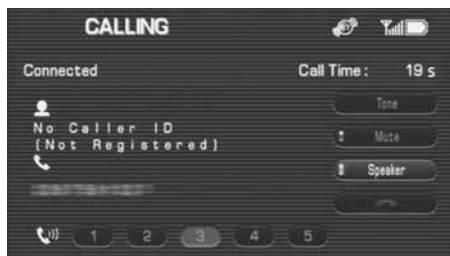 CALLING
Connected
Call Time : 19 s
Tone
No Caller ID
(Not Registered)
Mute
Speaker
1 2 3 4 5